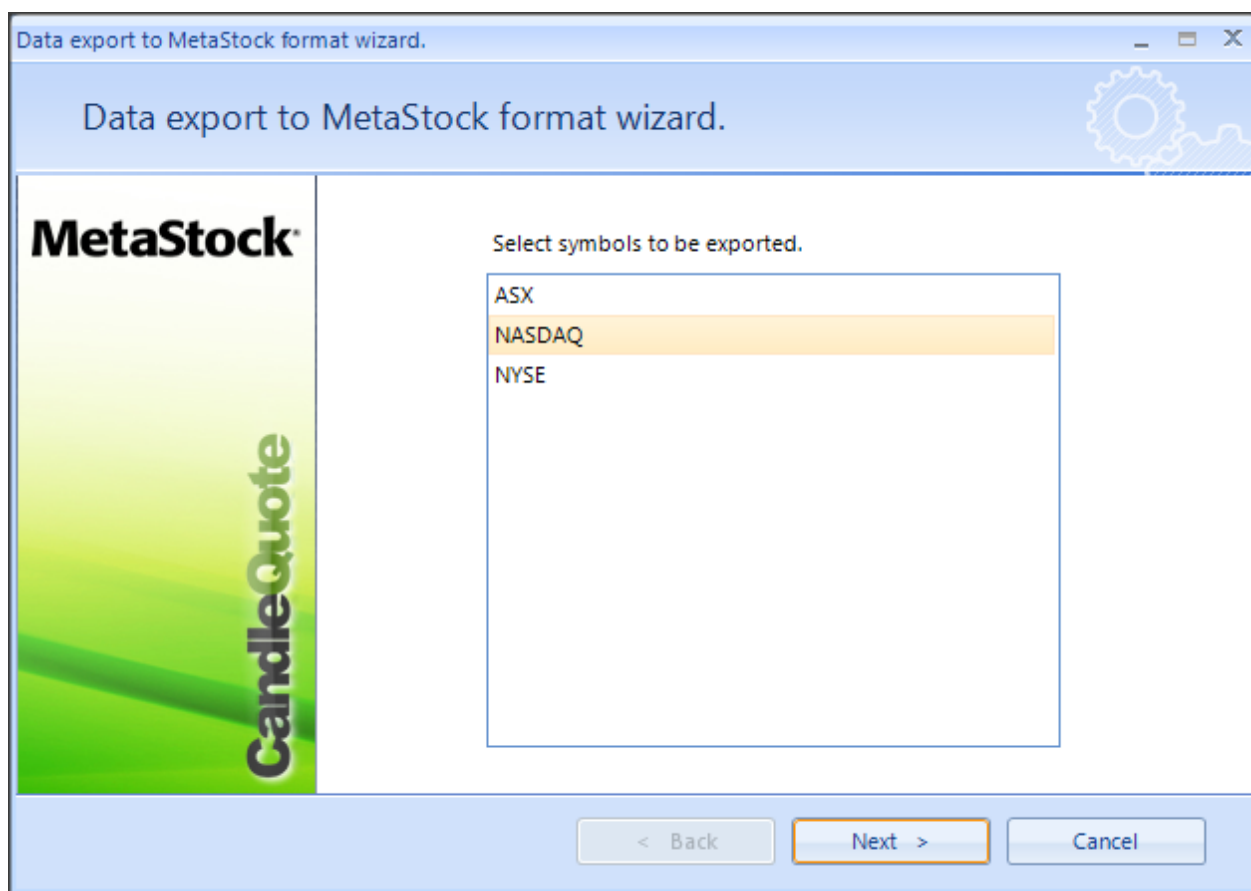 Data export to MetaStock format wizard.
Data export to MetaStock format wizard.
MetaStock
CandleQuote
Select symbols to be exported.
ASX
NASDAQ
NYSE
< Back
Next >
Cancel